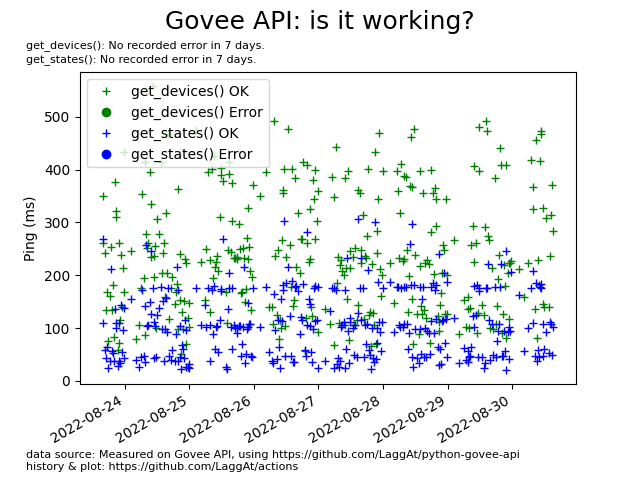 Govee API: is it working?
get_devices(): No recorded error in 7 days.
get_states(): No recorded error in 7 days.
get_devices() OK
get_devices() Error
get_states() OK
get_states() Error
Ping (ms)
500
400
300
200
100
0
2022-08-24
2022-08-25
2022-08-26
2022-08-27
2022-08-28
2022-08-29
2022-08-30
data source: Measured on Govee API, using https://github.com/LaggAt/python-govee-api
history & plot: https://github.com/LaggAt/actions